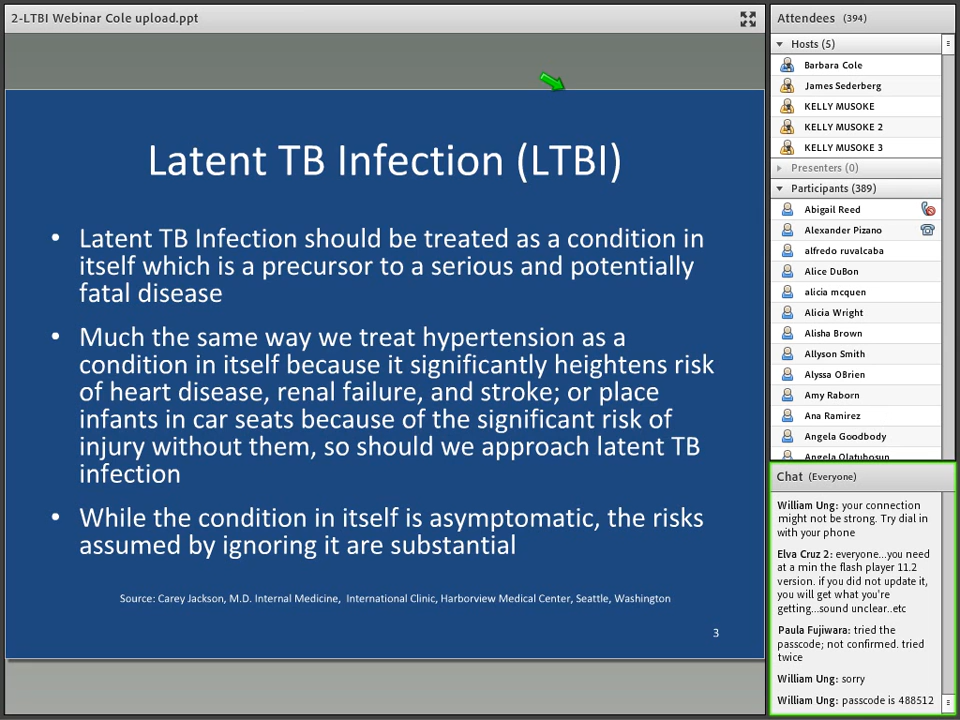 2-LTBI Webinar Cole upload.ppt
Latent TB Infection (LTBI)
• Latent TB Infection should be treated as a condition in
itself which is a precursor to a serious and potentially
fatal disease
• Much the same way we treat hypertension as a
condition in itself because it significantly heightens risk
of heart disease, renal failure, and stroke; or place
infants in car seats because of the significant risk of
injury without them, so should we approach latent TB
infection
• While the condition in itself is asymptomatic, the risks
assumed by ignoring it are substantial
Source: Carey Jackson, M.D. Internal Medicine, International Clinic, Harborview Medical Center, Seattle, Washington
3
Attendees (394)
Hosts (5)
Barbara Cole
James Sederberg
KELLY MUSOKE
KELLY MUSOKE 2
KELLY MUSOKE 3
Presenters (0)
Participants (389)
Abigail Reed
Alexander Pizano
alfredo ruvalcaba
Alice DuBon
alicia mcquen
Alicia Wright
Alisha Brown
Allyson Smith
Alyssa OBrien
Amy Raborn
Ana Ramirez
Angela Goodbody
Angela Olatubosun
Chat (Everyone)
William Ung: your connection
might not be strong. Try dial in
with your phone
Elva Cruz 2: everyone...you need
at a min the flash player 11.2
version. if you did not update it,
you will get what you're
getting...sound unclear..etc
Paula Fujiwara: tried the
passcode; not confirmed. tried
twice
William Ung: sorry
William Ung: passcode is 488512